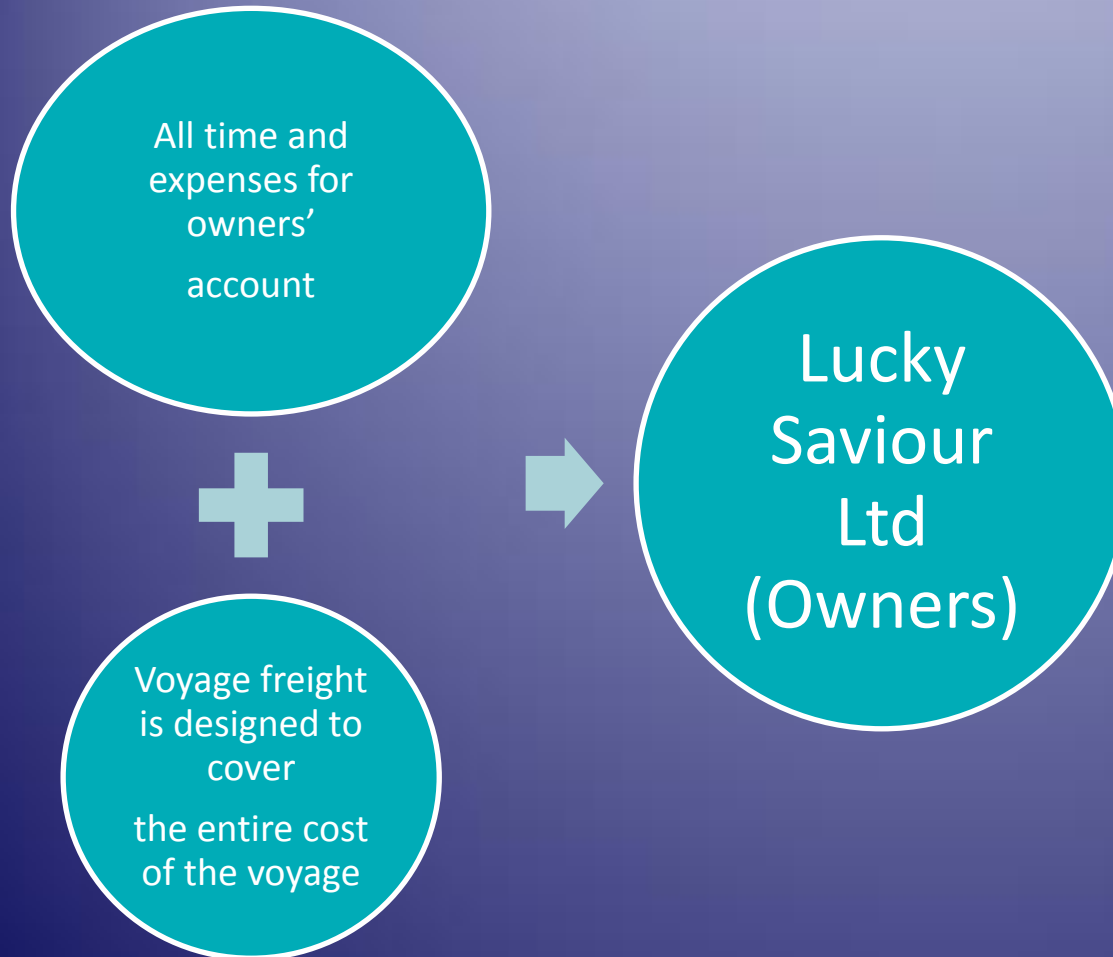 All time and
expenses for
owners’
account
Voyage freight
is designed to
cover
the entire cost
of the voyage
Lucky
Saviour
Ltd
(Owners)